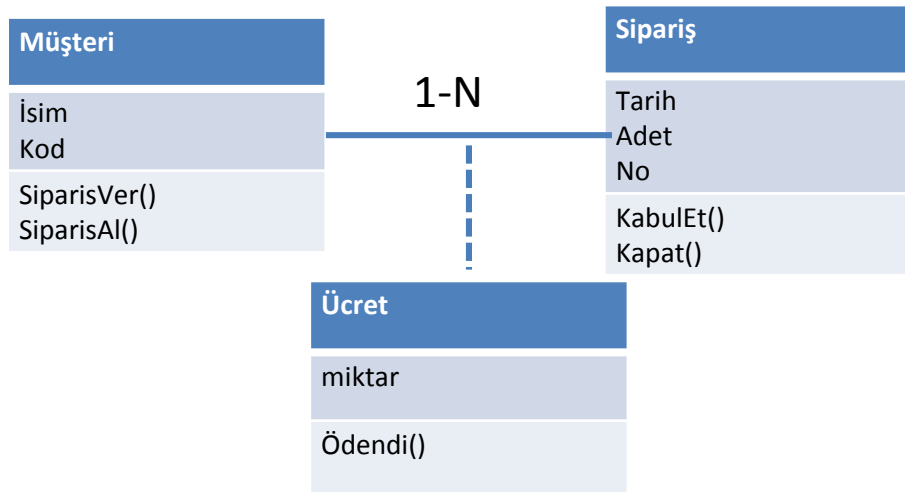 Müşteri
İsim
Kod
SiparisVer()
SiparisAl()
1-N
Sipariş
Tarih
Adet
No
KabulEt()
Kapat()
Ücret
miktar
Ödendi()